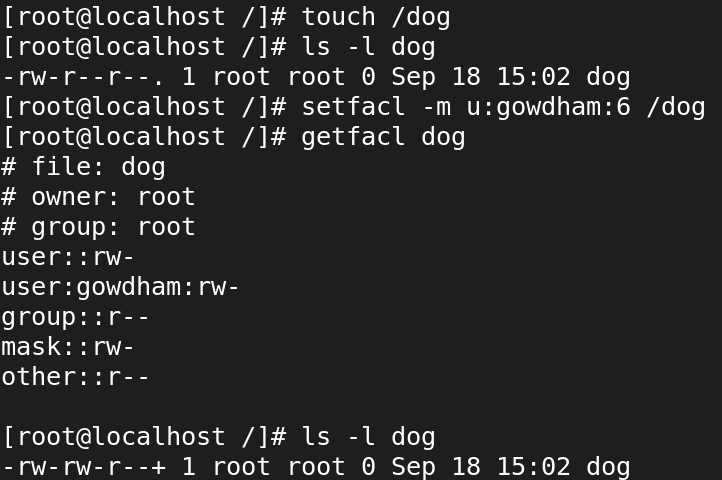 [root@localhost /]# touch /dog
[root@localhost /]# ls -l dog
-rw-r--r--. 1 root root 0 Sep 18 15:02 dog
[root@localhost /]# setfacl -m u:gowdham:6 /dog
[root@localhost /]# getfacl dog
# file: dog
# owner: root
# group: root
user::rw-
user:gowdham:rw-
group::r--
mask::rw-
other::r--

[root@localhost /]# ls -l dog
-rw-rw-r--+ 1 root root 0 Sep 18 15:02 dog